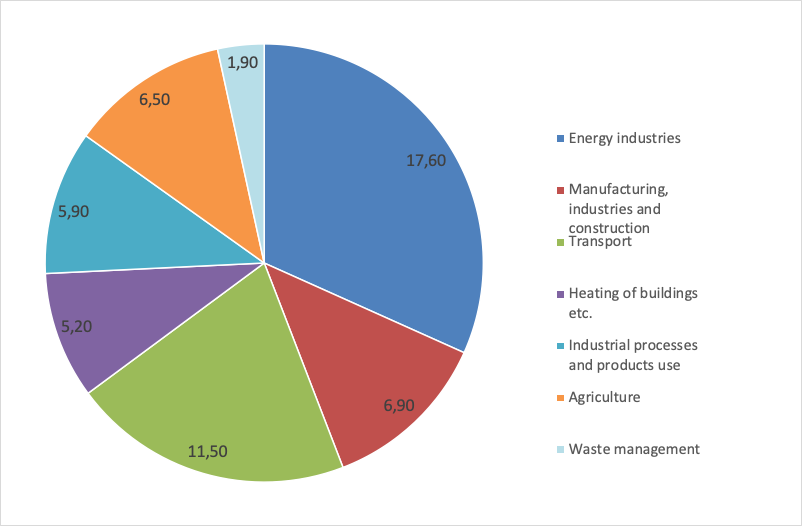 1,90
6,50
17,60
5,90
5,20
6,90
11,50
Energy industries
Manufacturing,
industries and
construction
Transport
Heating of buildings
etc.
Industrial processes
and products use
Agriculture
Waste management